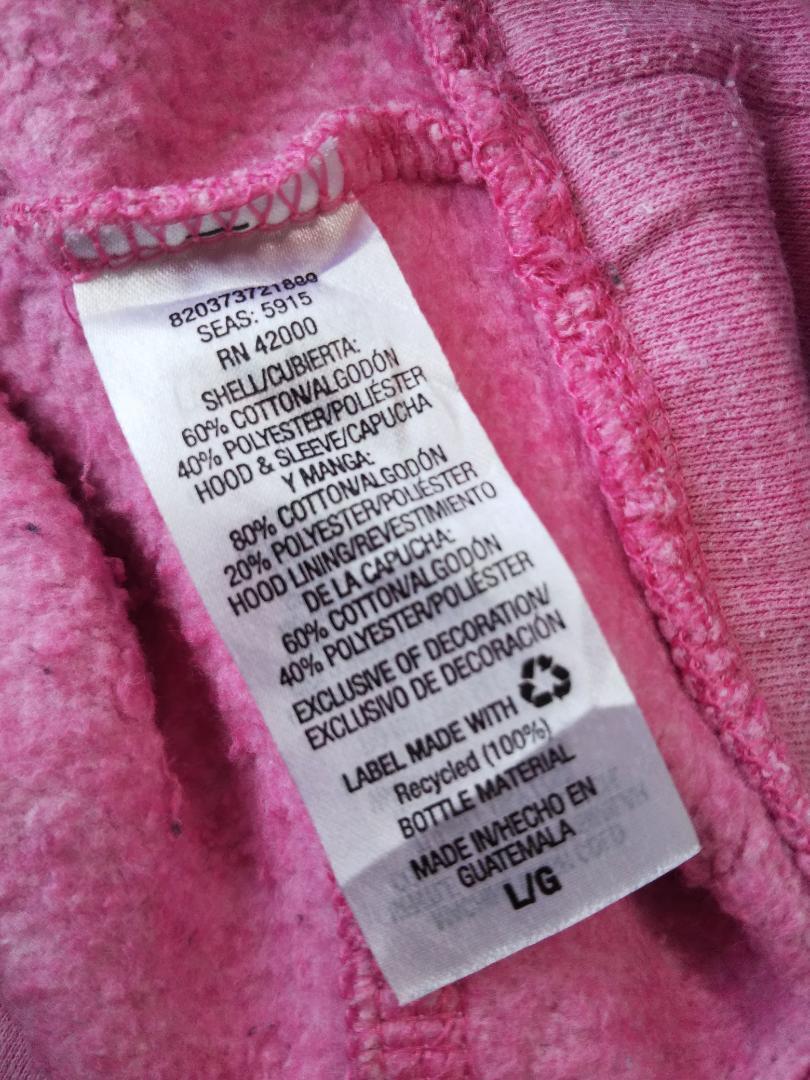 820373721880
SEAS: 5915
RN 42000
SHELL/CUBIERTA:
60% COTTON/ALGODÓN
40% POLYESTER/POLIÉSTER
HOOD & SLEEVE/CAPUCHA
Y MANGA:
80% COTTON/ALGODÓN
20% POLYESTER/POLIÉSTER
HOOD LINING/REVESTIMIENTO
DE LA CAPUCHA:
60% COTTON/ALGODÓN
40% POLYESTER/POLIÉSTER
EXCLUSIVE OF DECORATION/
EXCLUSIVO DE DECORACIÓN
LABEL MADE WITH
Recycled (100%)
BOTTLE MATERIAL
MADE IN/HECHO EN
GUATEMALA
L/G